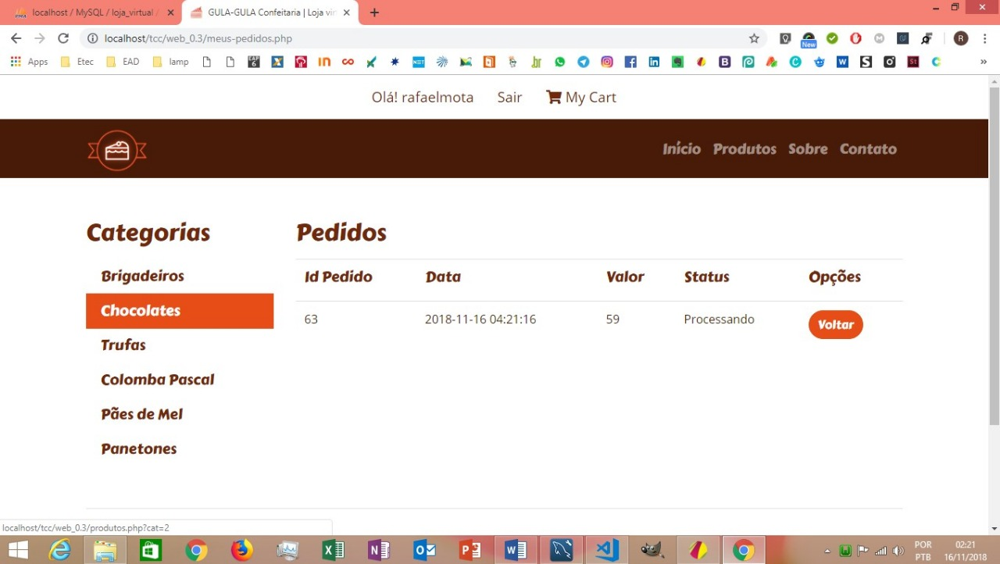 localhost / MySQL / loja_virtual /
GULA-GULA Confeitaria | Loja vir
localhost/tcc/web_0.3/meus-pedidos.php
New
R
Apps
Etec
EAD
lamp
Olá! rafaelmota
Sair
My Cart
Início
Produtos
Sobre
Contato
Categorias
Brigadeiros
Chocolates
Trufas
Colomba Pascal
Pães de Mel
Panetones
Pedidos
Id Pedido Data Valor Status Opções
63 2018-11-16 04:21:16 59 Processando Voltar
localhost/tcc/web_0.3/produtos.php?cat=2
POR
PTB
02:21
16/11/2018